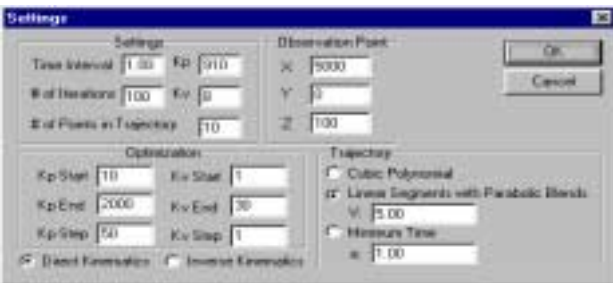 Settings
Settings
Time Interval 1.00 Kp 910
# of Iterations 100 Kv 8
# of Points in Trajectory 10
Observation Point
X 5000
Y 0
Z 100
OK
Cancel
Optimization
Kp Start 10 Kv Start 1
Kp End 2000 Kv End 30
Kp Step 50 Kv Step 1
Direct Kinematics Inverse Kinematics
Trajectory
Cubic Polynomial
Linear Segments with Parabolic Blends
V: 5.00
Minimum Time
a: 1.00